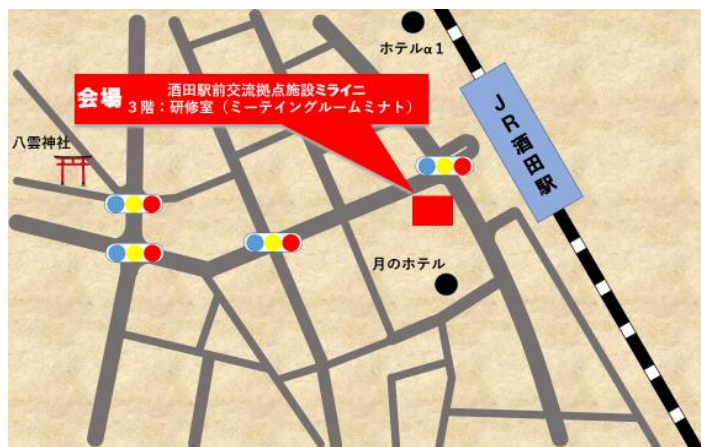 ホテルα1
会場
酒田駅前交流拠点施設ミライニ
3階：研修室（ミーテイングルームミナト）
JR酒田駅
八雲神社
月のホテル